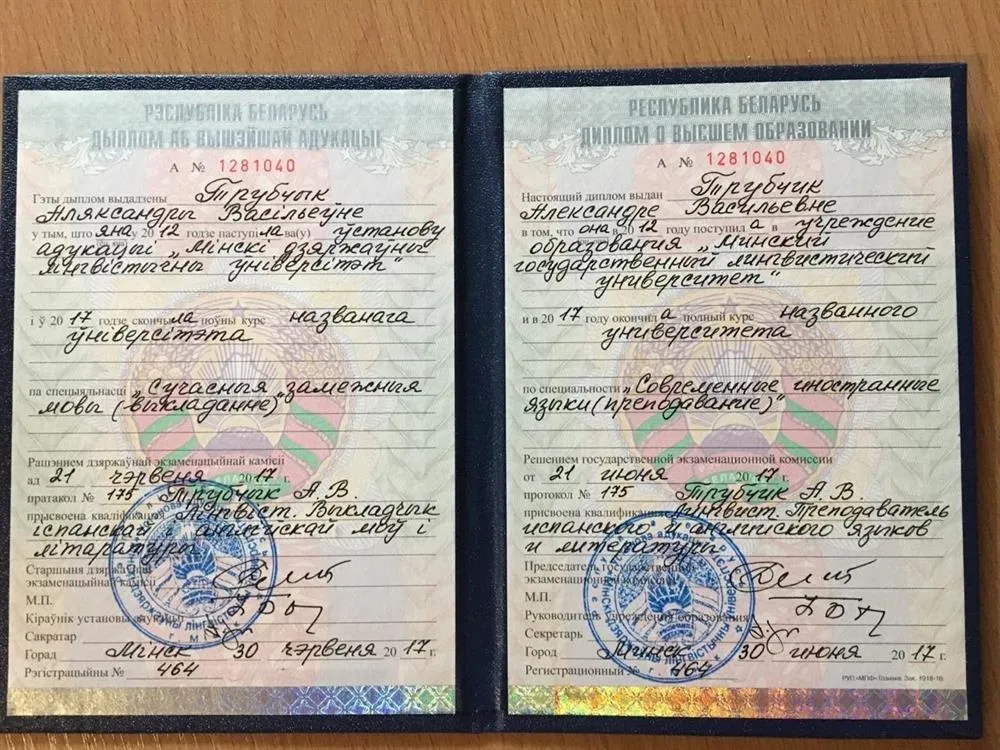 РЭСПУБЛІКА БЕЛАРУСЬ
ДЫПЛОМ АБ ВЫШЭЙШАЙ АДУКАЦЫІ
А № 1281040
Гэты дыплом выдадзены Трубчык
Аляксандры Васільеўне
у тым, што яна у 2012 годзе паступіла(у) установу
адукацыі „Мінскі дзяржаўны
лінгвістычны ўніверсітэт“
і ў 2017 годзе скончыла поўны курс названага
ўніверсітэта
па спецыяльнасці „Сучасныя замежныя
мовы (выкладанне)“
Рашэннем дзяржаўнай экзаменацыйнай камісіі
ад 21 чэрвеня 2017 г.
пратакол № 175 Трубчык А. В.
прысвоена кваліфікацыя Лінгвіст. Выкладчык
іспанскай і англійскай моў і
літаратуры
Старшыня дзяржаўнай
экзаменацыйнай камісіі
М.П.
Кіраўнік установы адукацыі
Сакратар
Горад Мінск 30 чэрвеня 2017 г.
Рэгістрацыйны № 464
РЕСПУБЛИКА БЕЛАРУСЬ
ДИПЛОМ О ВЫСШЕМ ОБРАЗОВАНИИ
А № 1281040
Настоящий диплом выдан Трубчик
Александре Васильевне
в том, что она в 2012 году поступила в учреждение
образования „Минский
государственный лингвистический
университет“
и в 2017 году окончила полный курс названного
университета
по специальности „Современные иностранные
языки (преподавание)“
Решением государственной экзаменационной комиссии
от 21 июня 2017 г.
протокол № 175 Трубчик А. В.
присвоена квалификация Лингвист. Преподаватель
испанского и английского языков
и литературы
Председатель государственной
экзаменационной комиссии
М.П.
Руководитель учреждения образования
Секретарь
Город Минск 30 июня 2017 г.
Регистрационный № 464